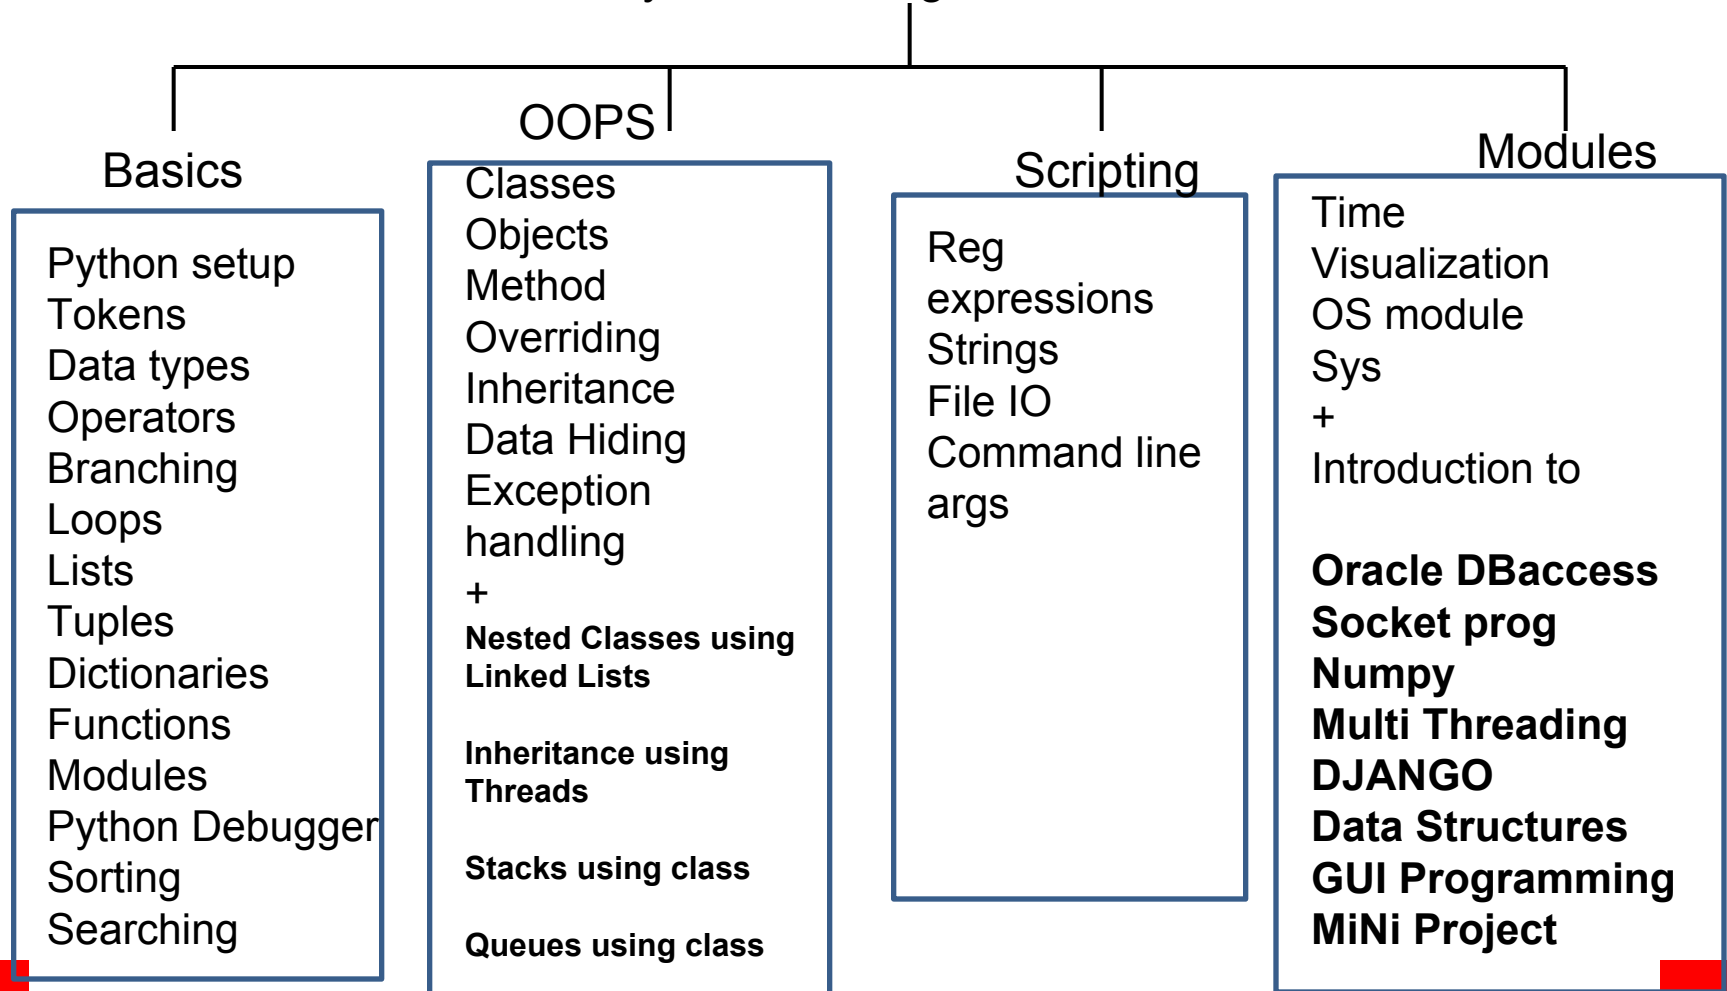 Basics
Python setup
Tokens
Data types
Operators
Branching
Loops
Lists
Tuples
Dictionaries
Functions
Modules
Python Debugger
Sorting
Searching
OOPS
Classes
Objects
Method
Overriding
Inheritance
Data Hiding
Exception
handling
+
Nested Classes using
Linked Lists
Inheritance using
Threads
Stacks using class
Queues using class
Scripting
Reg
expressions
Strings
File IO
Command line
args
Modules
Time
Visualization
OS module
Sys
+
Introduction to
Oracle DBaccess
Socket prog
Numpy
Multi Threading
DJANGO
Data Structures
GUI Programming
MiNi Project